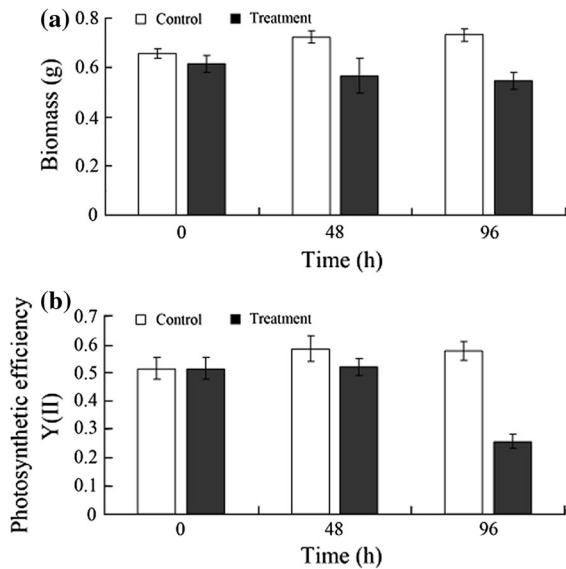 (a)
Control Treatment
Biomass (g)
0.8
0.6
0.4
0.2
0
0 48 96
Time (h)
(b)
Control Treatment
Photosynthetic efficiency
Y(II)
0.7
0.6
0.5
0.4
0.3
0.2
0.1
0
0 48 96
Time (h)